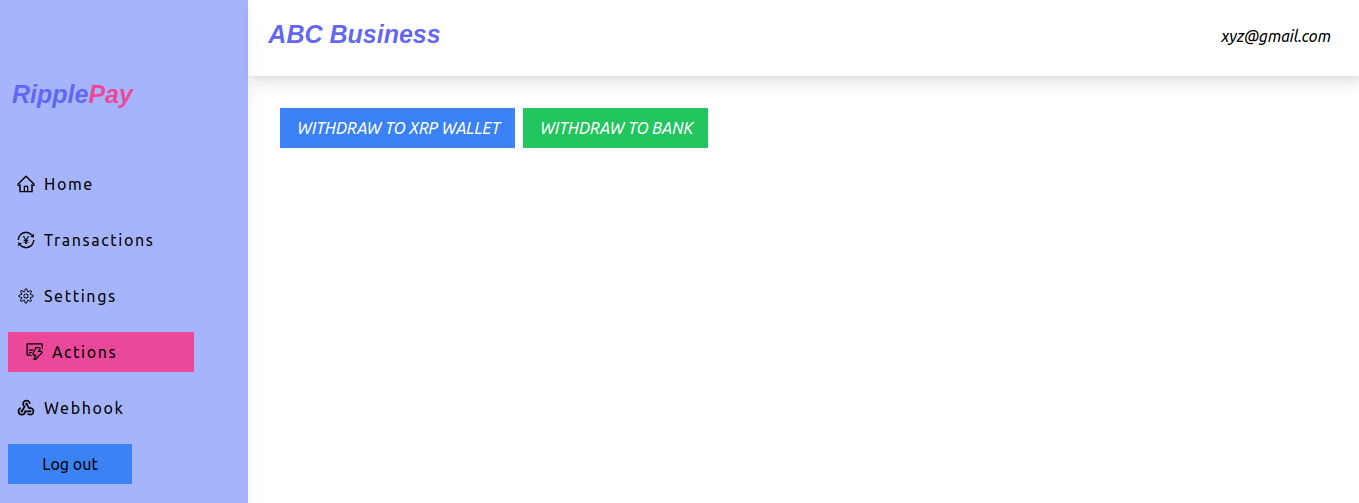 ABC Business
xyz@gmail.com
RipplePay
WITHDRAW TO XRP WALLET
WITHDRAW TO BANK
Home
Transactions
Settings
Actions
Webhook
Log out